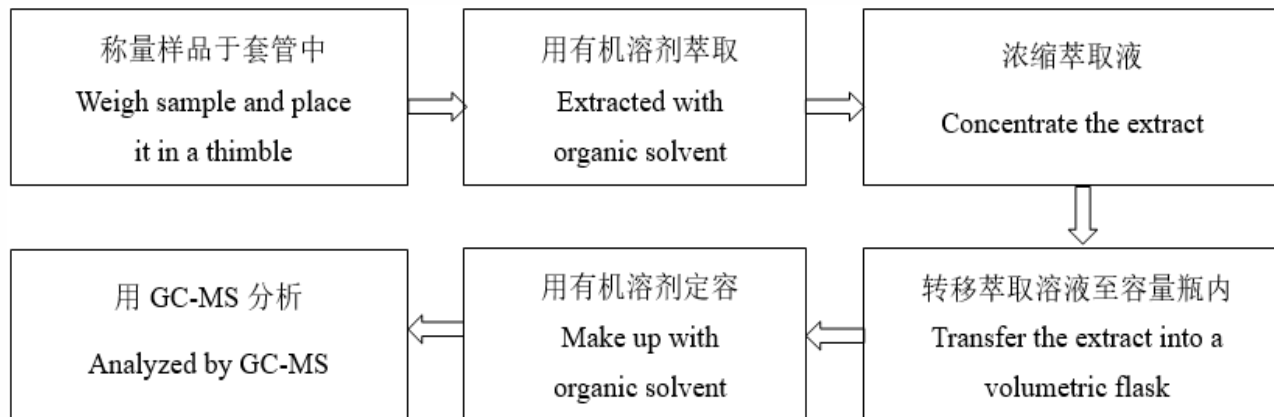 称量样品于套管中
Weigh sample and place
it in a thimble
用有机溶剂萃取
Extracted with
organic solvent
浓缩萃取液
Concentrate the extract
转移萃取溶液至容量瓶内
Transfer the extract into a
volumetric flask
用有机溶剂定容
Make up with
organic solvent
用 GC-MS 分析
Analyzed by GC-MS